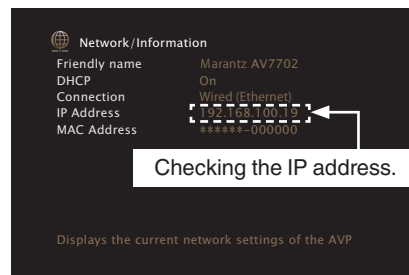 Network/Information
Friendly name Marantz AV7702
DHCP On
Connection Wired (Ethernet)
IP Address 192.168.100.19
MAC Address ******-000000
Checking the IP address.
Displays the current network settings of the AVP